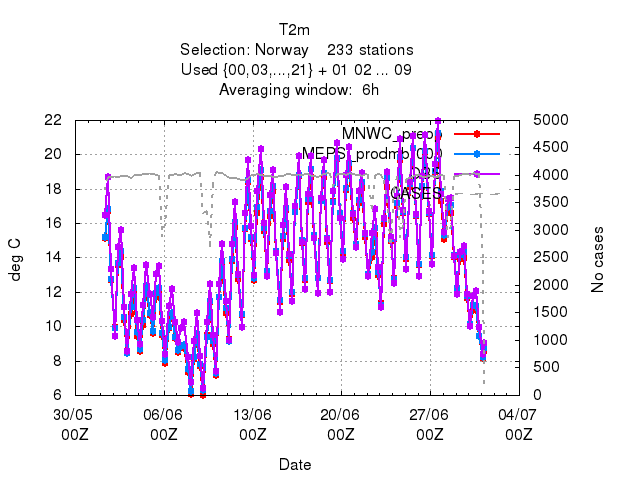 T2m
Selection: Norway 233 stations
Used {00,03,...,21} + 01 02 ... 09
Averaging window: 6h
22 5000
20 4500
18 4000
16 3500
14 3000
12 2500
10 2000
8 1500
6 1000
500
0
deg C
No cases
MNWC_prepr
OBS
CASES
30/05 06/06 13/06 20/06 27/06 04/07
00Z 00Z 00Z 00Z 00Z 00Z
Date